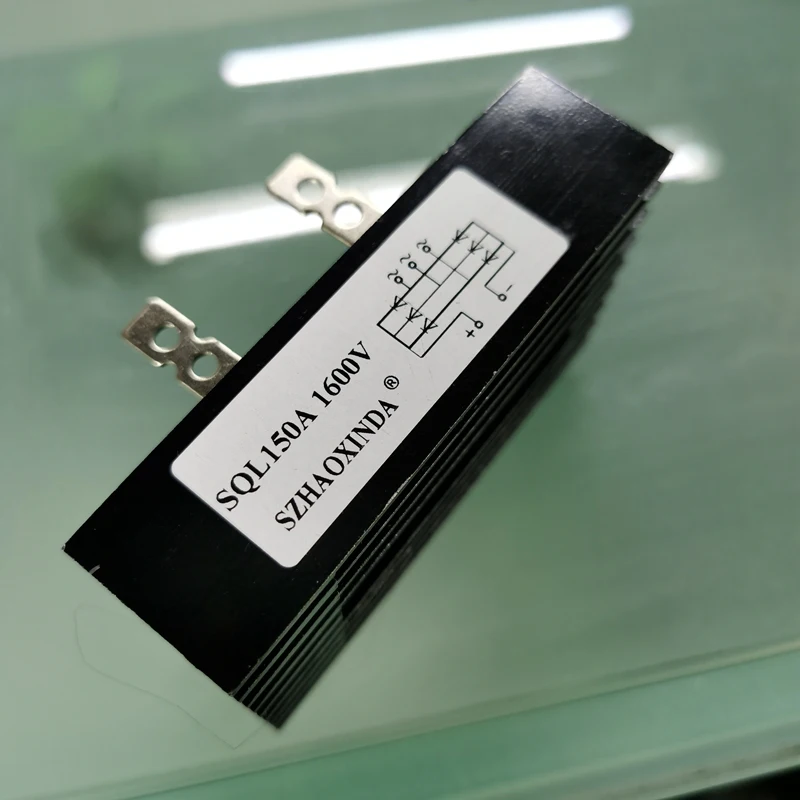 ~ ~ ~
- +
SQL150A 1600V
SZHAOXINDA ®